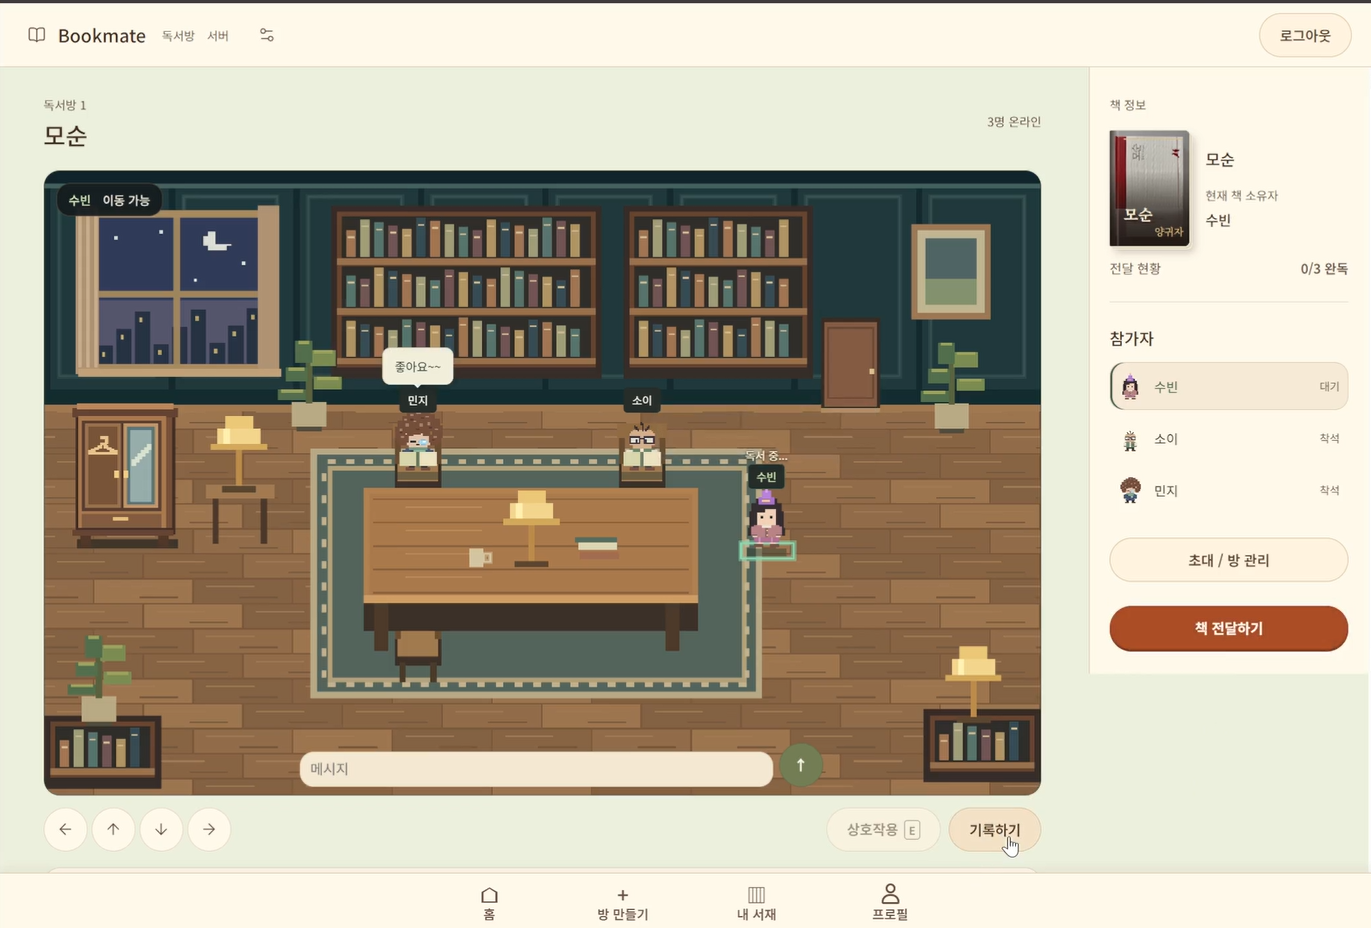 Bookmate 독서방 서버
로그아웃
독서방 1
모순
3명 온라인
수빈 이동 가능
좋아요~~
민지
소이
독서 중...
수빈
메시지
↑
← ↑ ↓ →
상호작용 E
기록하기
책 정보
모순
양귀자
모순
현재 책 소유자
수빈
전달 현황 0/3 완독
참가자
수빈 대기
소이 착석
민지 착석
초대 / 방 관리
책 전달하기
홈
+ 방 만들기
내 서재
프로필